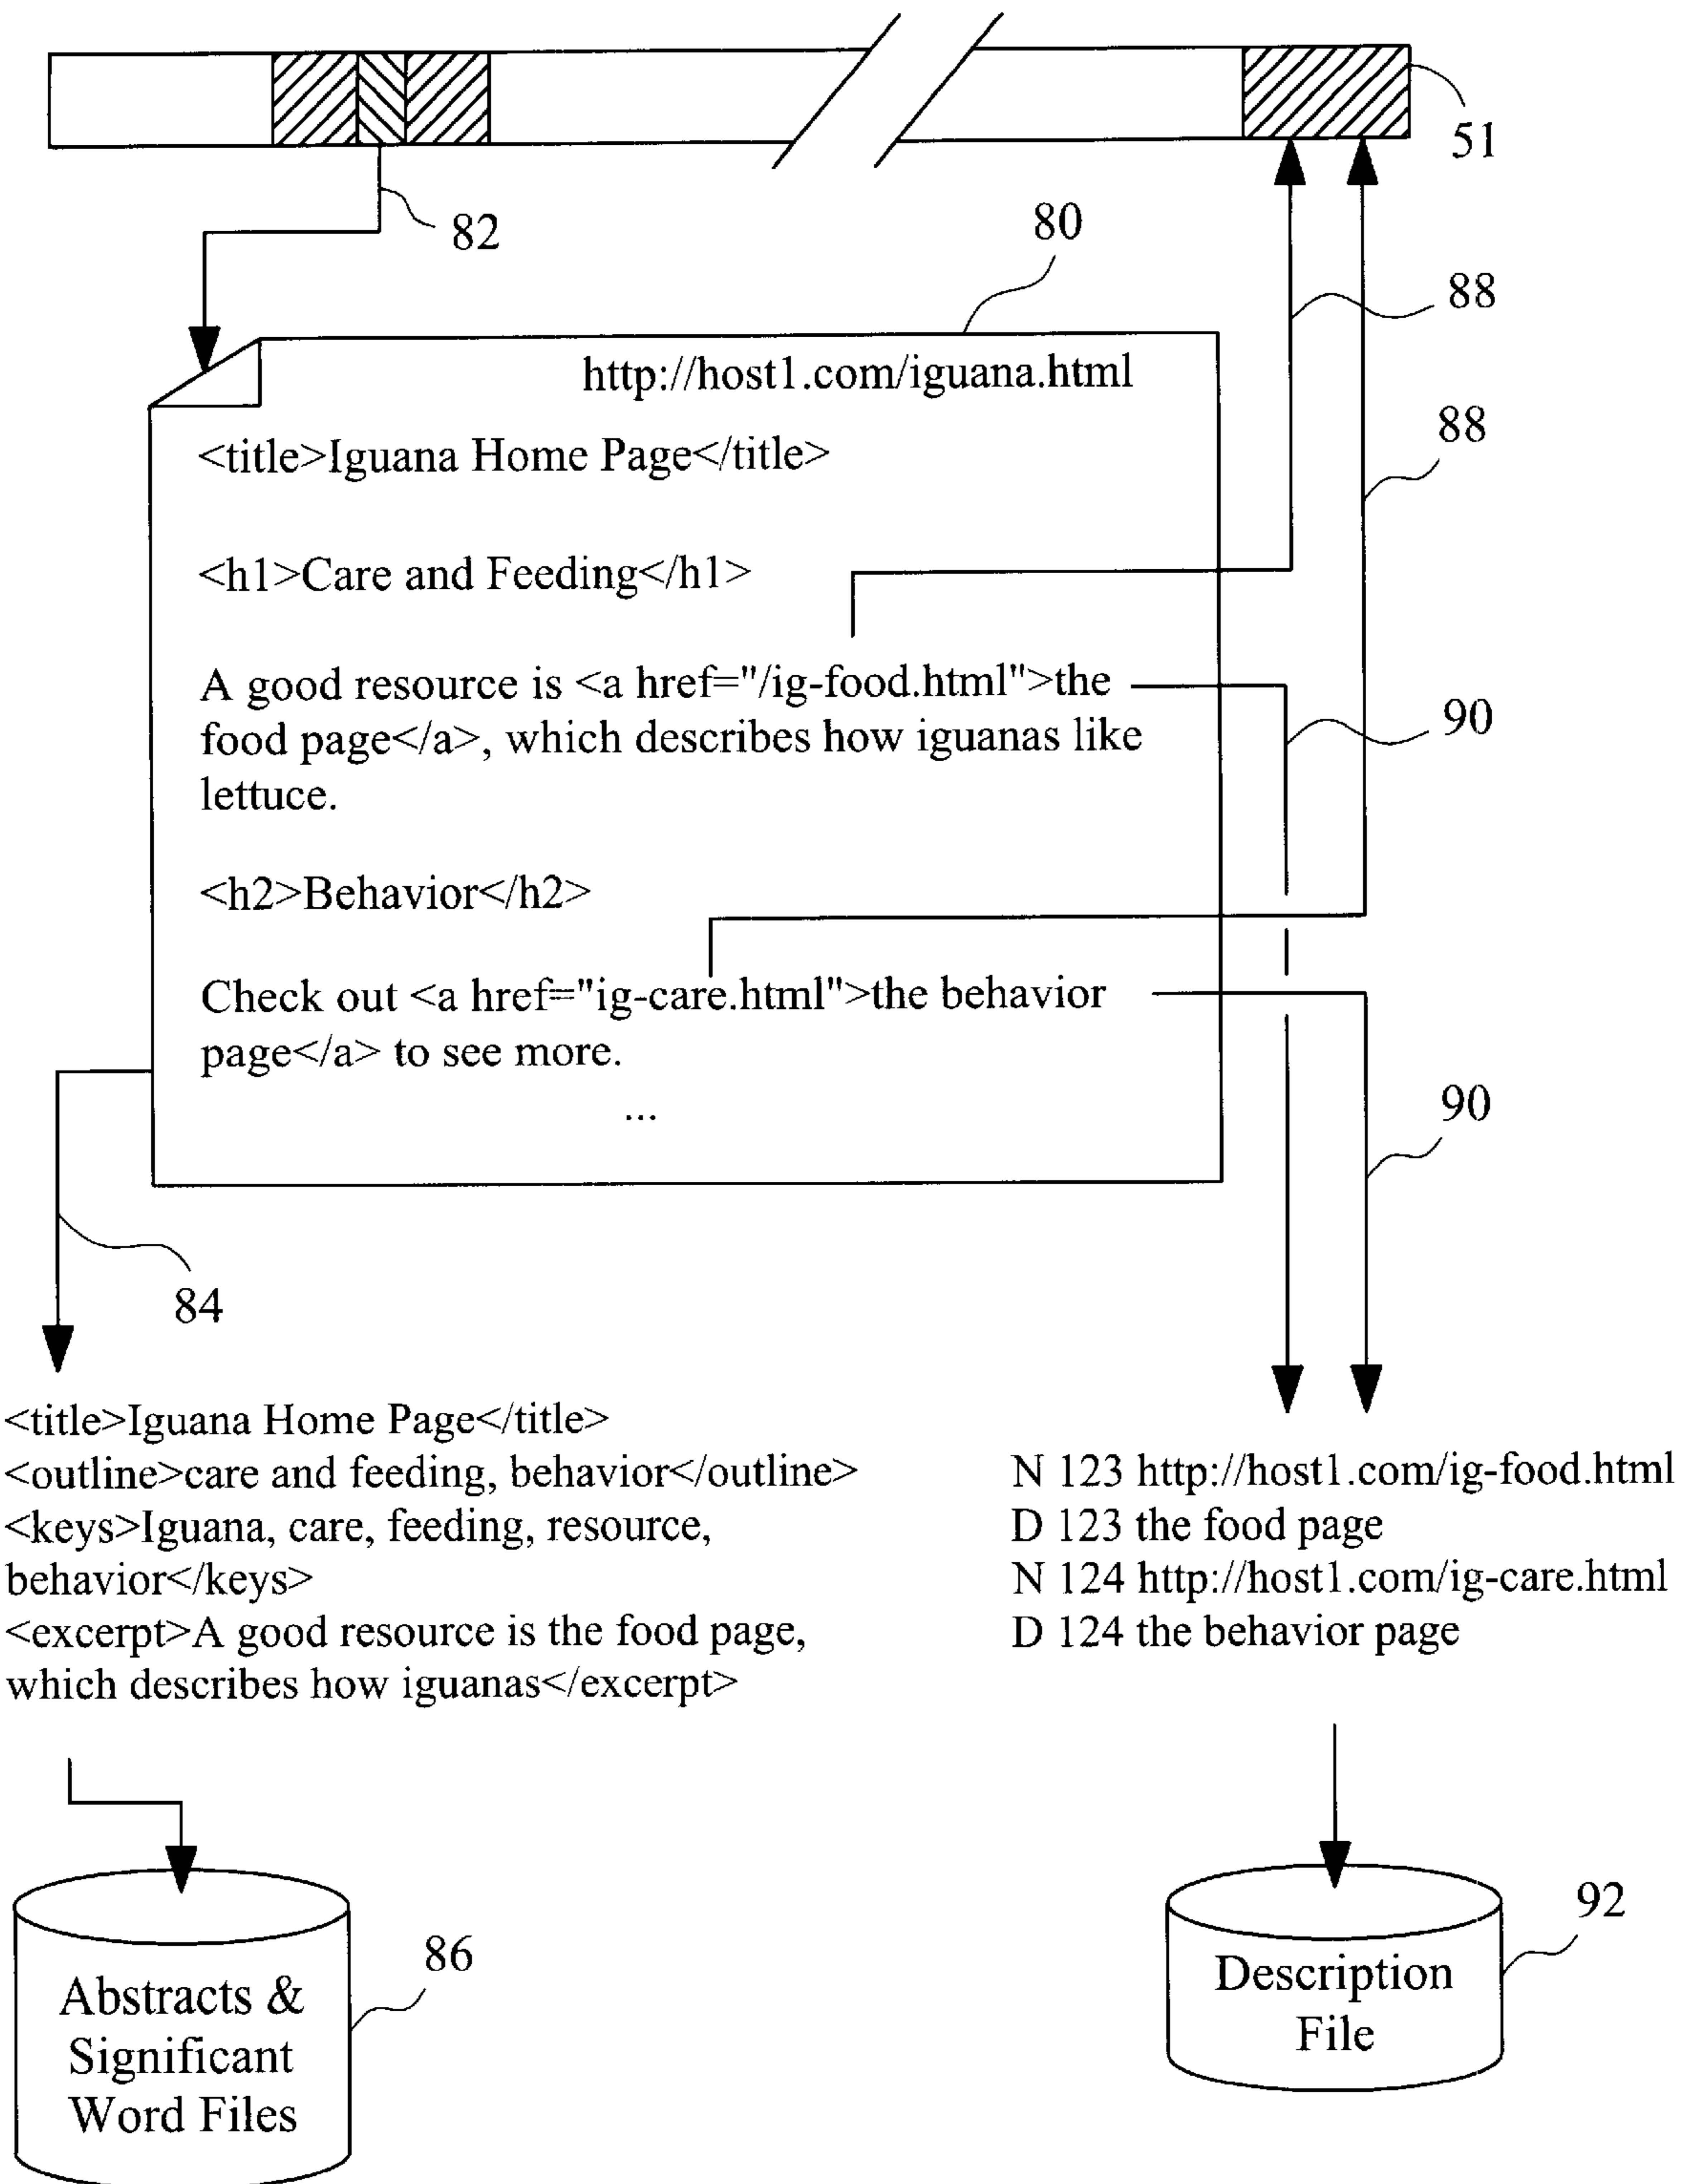 51
82
80
88
http://host1.com/iguana.html
88
<title>Iguana Home Page</title>
<h1>Care and Feeding</h1>
A good resource is <a href="/ig-food.html">the
food page</a>, which describes how iguanas like
lettuce.
90
<h2>Behavior</h2>
Check out <a href="ig-care.html">the behavior
page</a> to see more.
...
90
84
<title>Iguana Home Page</title>
<outline>care and feeding, behavior</outline>
<keys>Iguana, care, feeding, resource,
behavior</keys>
<excerpt>A good resource is the food page,
which describes how iguanas</excerpt>
N 123 http://host1.com/ig-food.html
D 123 the food page
N 124 http://host1.com/ig-care.html
D 124 the behavior page
86
Abstracts &
Significant
Word Files
92
Description
File